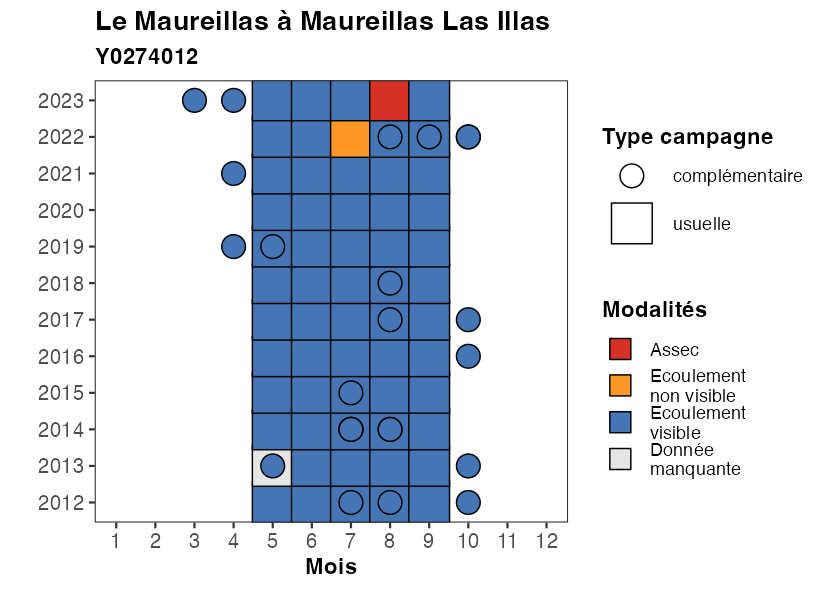 Le Maureillas à Maureillas Las Illas
Y0274012
2023
2022
2021
2020
2019
2018
2017
2016
2015
2014
2013
2012
1 2 3 4 5 6 7 8 9 10 11 12
Mois
Type campagne
complémentaire
usuelle
Modalités
Assec
Ecoulement
non visible
Ecoulement
visible
Donnée
manquante